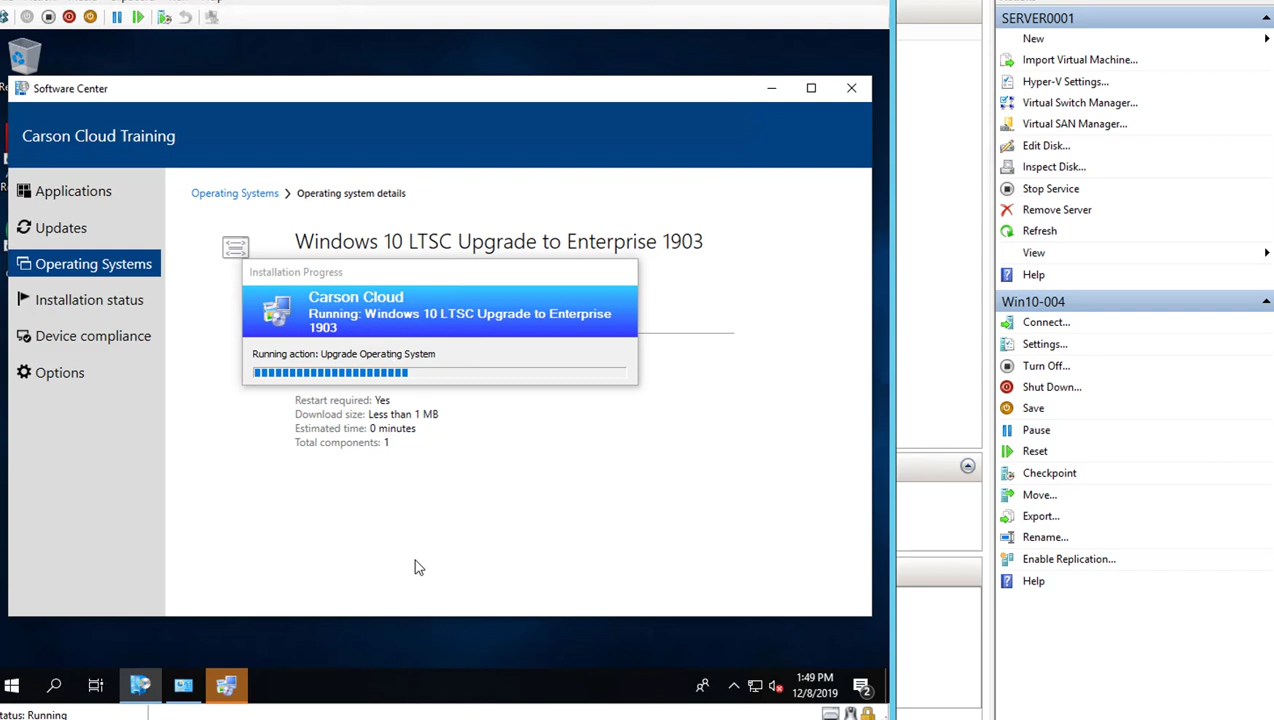 Software Center
Carson Cloud Training
Applications
Updates
Operating Systems
Installation status
Device compliance
Options
Operating Systems
Operating system details
Windows 10 LTSC Upgrade to Enterprise 1903
Installation Progress
Carson Cloud
Running: Windows 10 LTSC Upgrade to Enterprise
1903
Running action: Upgrade Operating System
Restart required: Yes
Download size: Less than 1 MB
Estimated time: 0 minutes
Total components: 1
1:49 PM
12/8/2019
2
tatus: Running
SERVER0001
New
Import Virtual Machine...
Hyper-V Settings...
Virtual Switch Manager...
Virtual SAN Manager...
Edit Disk...
Inspect Disk...
Stop Service
Remove Server
Refresh
View
Help
Win10-004
Connect...
Settings...
Turn Off...
Shut Down...
Save
Pause
Reset
Checkpoint
Move...
Export...
Rename...
Enable Replication...
Help